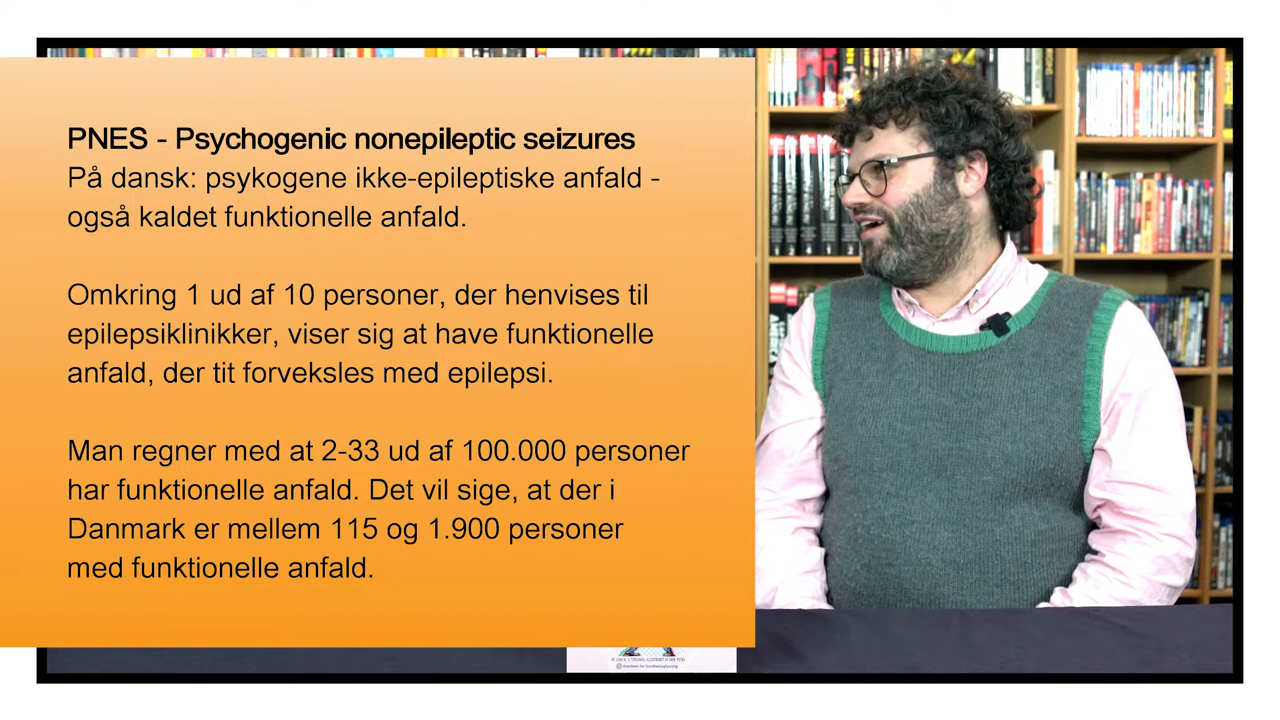 PNES - Psychogenic nonepileptic seizures
På dansk: psykogene ikke-epileptiske anfald -
også kaldet funktionelle anfald.
Omkring 1 ud af 10 personer, der henvises til
epilepsiklinikker, viser sig at have funktionelle
anfald, der tit forveksles med epilepsi.
Man regner med at 2-33 ud af 100.000 personer
har funktionelle anfald. Det vil sige, at der i
Danmark er mellem 115 og 1.900 personer
med funktionelle anfald.
Komiteen for Sundhedsoplysning